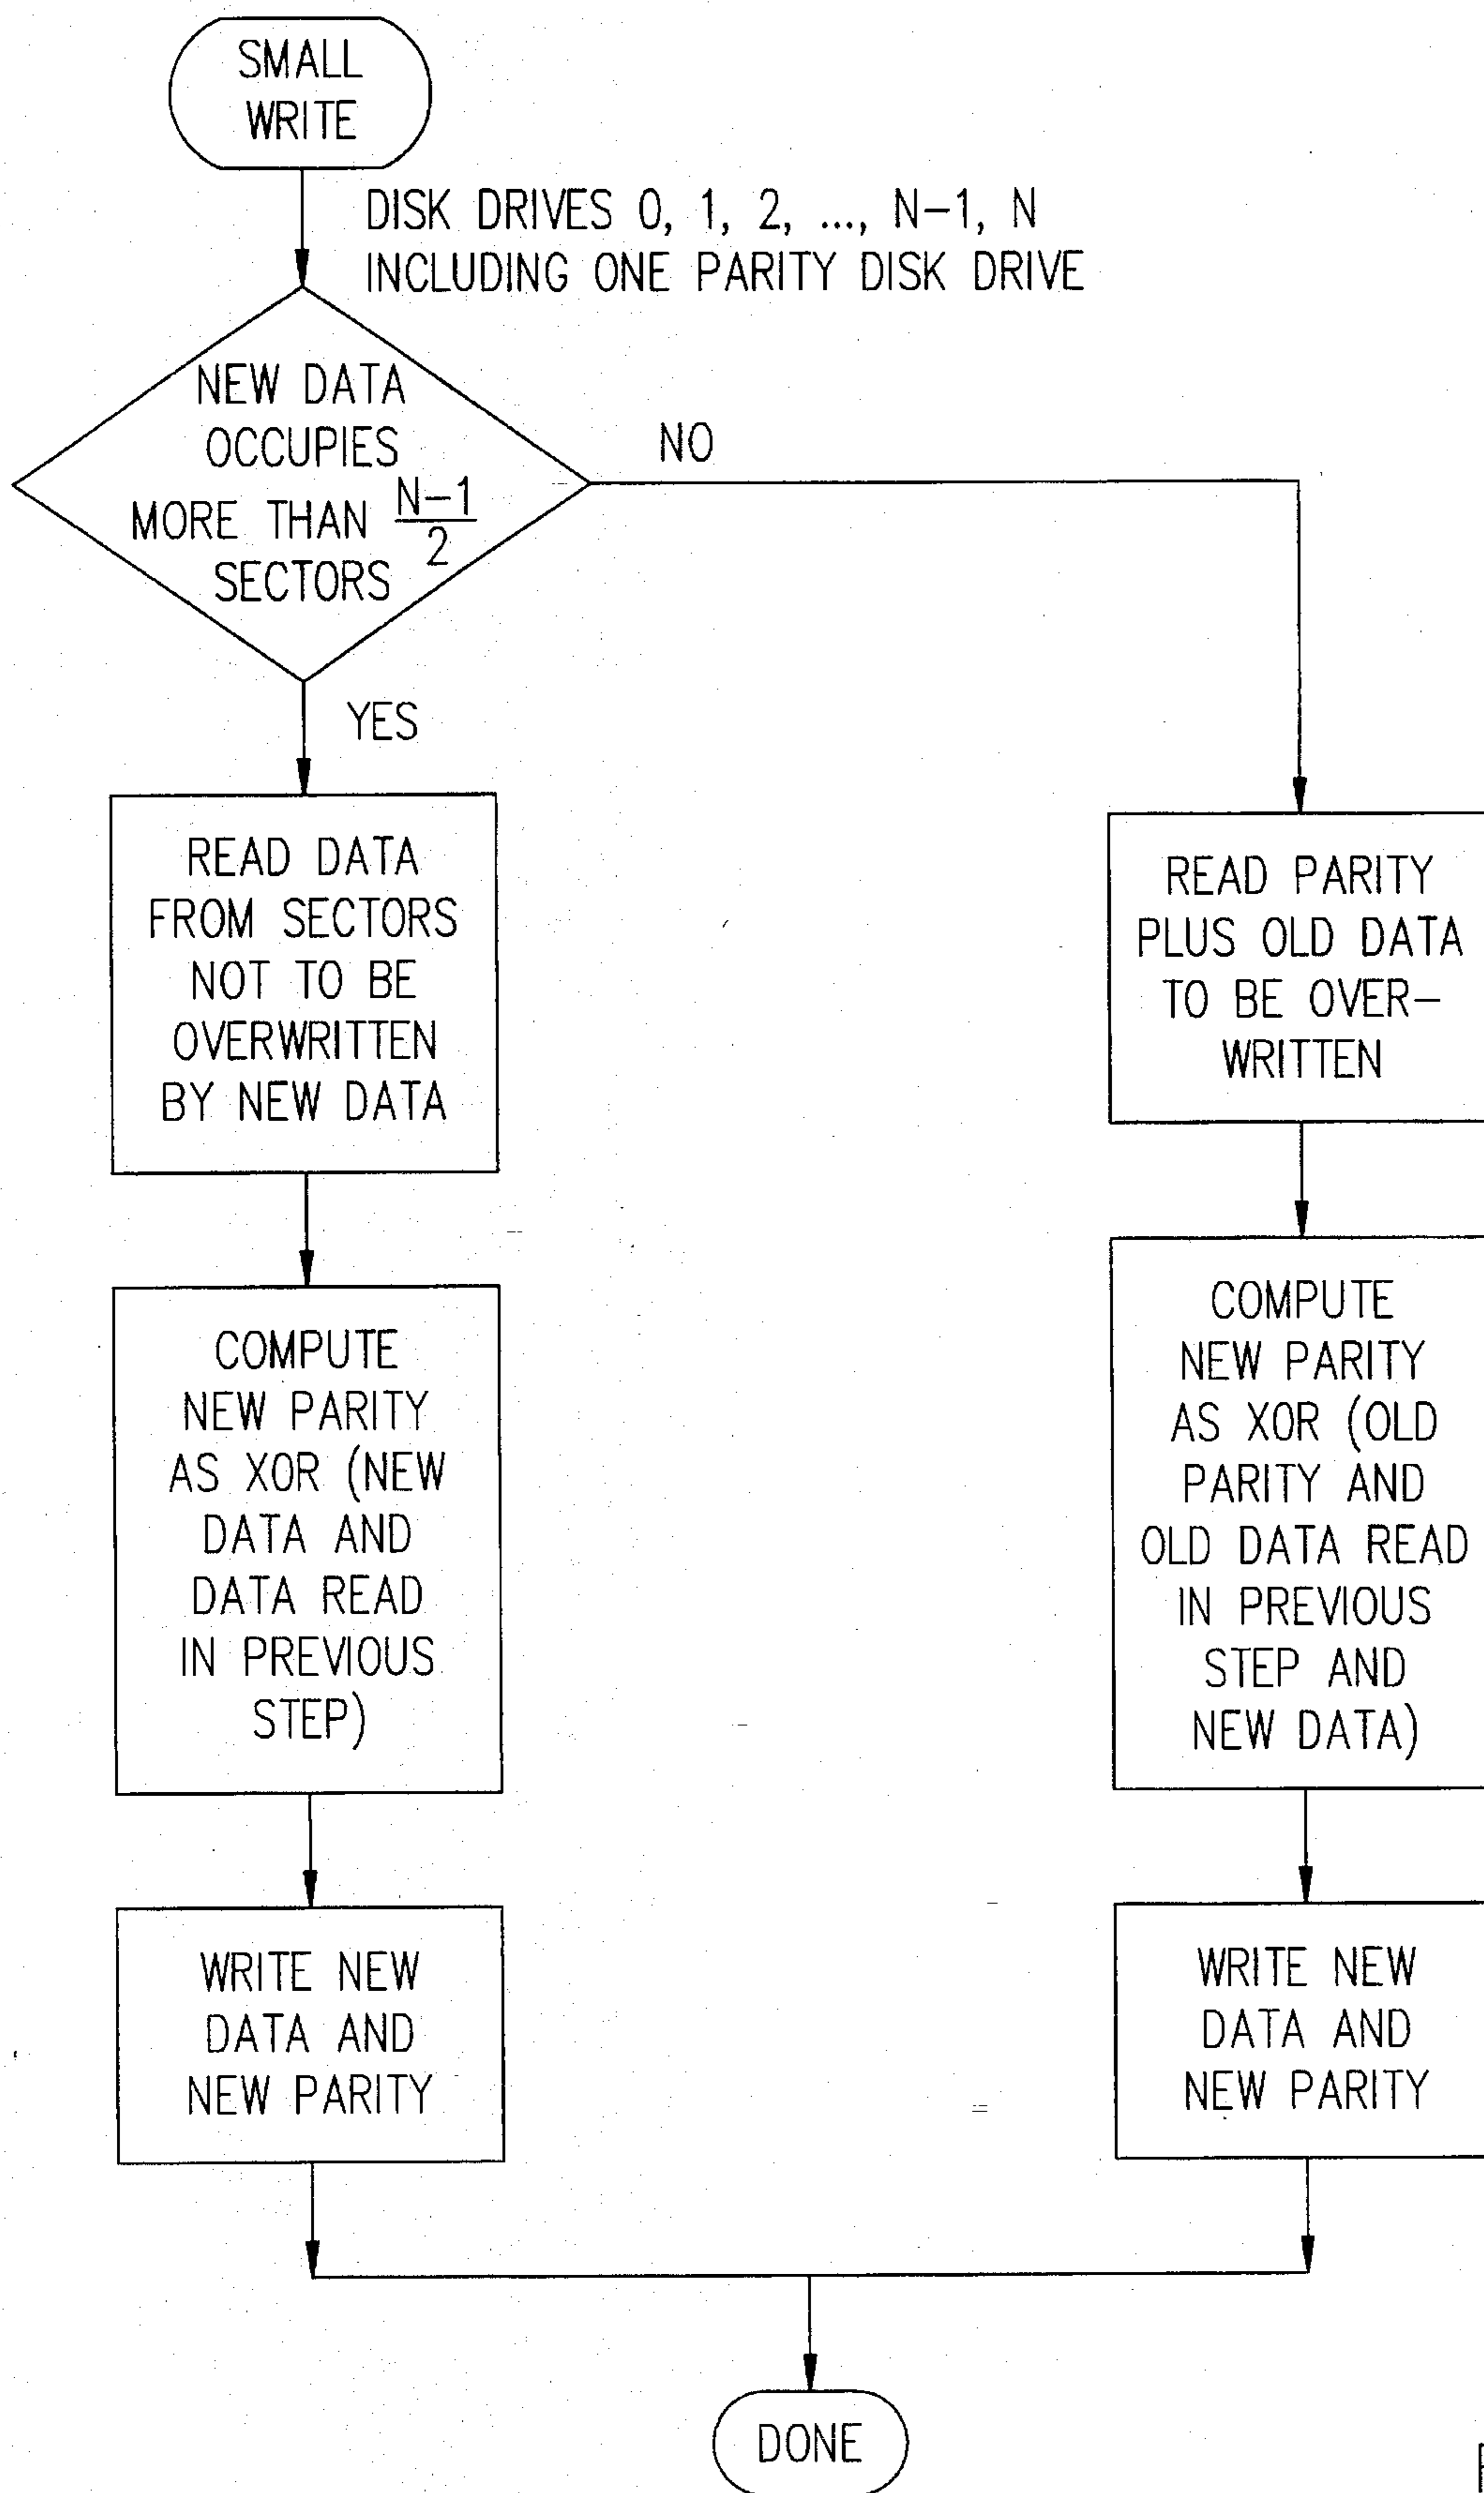 SMALL
WRITE
DISK DRIVES 0, 1, 2, ..., N-1, N
INCLUDING ONE PARITY DISK DRIVE
NEW DATA
OCCUPIES
MORE THAN N-1/2
SECTORS
NO
YES
READ DATA
FROM SECTORS
NOT TO BE
OVERWRITTEN
BY NEW DATA
READ PARITY
PLUS OLD DATA
TO BE OVER-
WRITTEN
COMPUTE
NEW PARITY
AS XOR (NEW
DATA AND
DATA READ
IN PREVIOUS
STEP)
COMPUTE
NEW PARITY
AS XOR (OLD
PARITY AND
OLD DATA READ
IN PREVIOUS
STEP AND
NEW DATA)
WRITE NEW
DATA AND
NEW PARITY
WRITE NEW
DATA AND
NEW PARITY
DONE